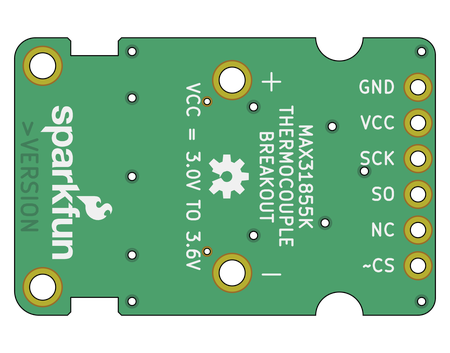 >VERSION
sparkfun
VCC = 3.0V TO 3.6V
+
-
MAX31855K
THERMOCOUPLE
BREAKOUT
GND
VCC
SCK
SO
NC
~CS